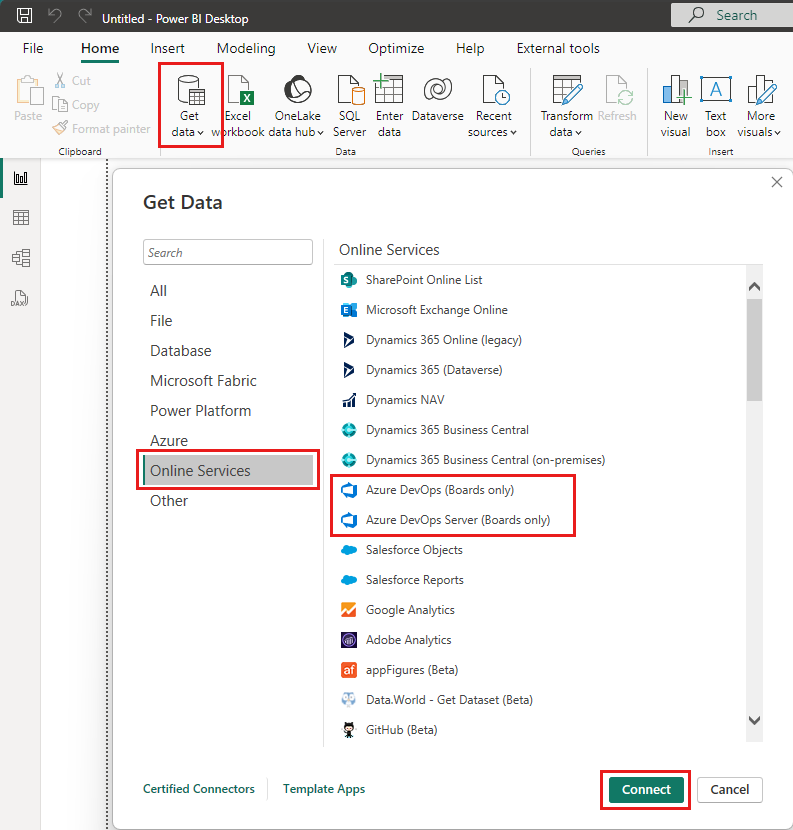 Untitled - Power BI Desktop
Search
File Home Insert Modeling View Optimize Help External tools
Paste
Cut
Copy
Format painter
Clipboard
Get data
Excel workbook
OneLake data hub
SQL Server
Enter data
Dataverse
Recent sources
Data
Transform data
Refresh
Queries
New visual
Text box
More visuals
Insert
DAX
Get Data
Search
All
File
Database
Microsoft Fabric
Power Platform
Azure
Online Services
Other
Online Services
SharePoint Online List
Microsoft Exchange Online
Dynamics 365 Online (legacy)
Dynamics 365 (Dataverse)
Dynamics NAV
Dynamics 365 Business Central
Dynamics 365 Business Central (on-premises)
Azure DevOps (Boards only)
Azure DevOps Server (Boards only)
Salesforce Objects
Salesforce Reports
Google Analytics
Adobe Analytics
appFigures (Beta)
Data.World - Get Dataset (Beta)
GitHub (Beta)
Certified Connectors
Template Apps
Connect
Cancel